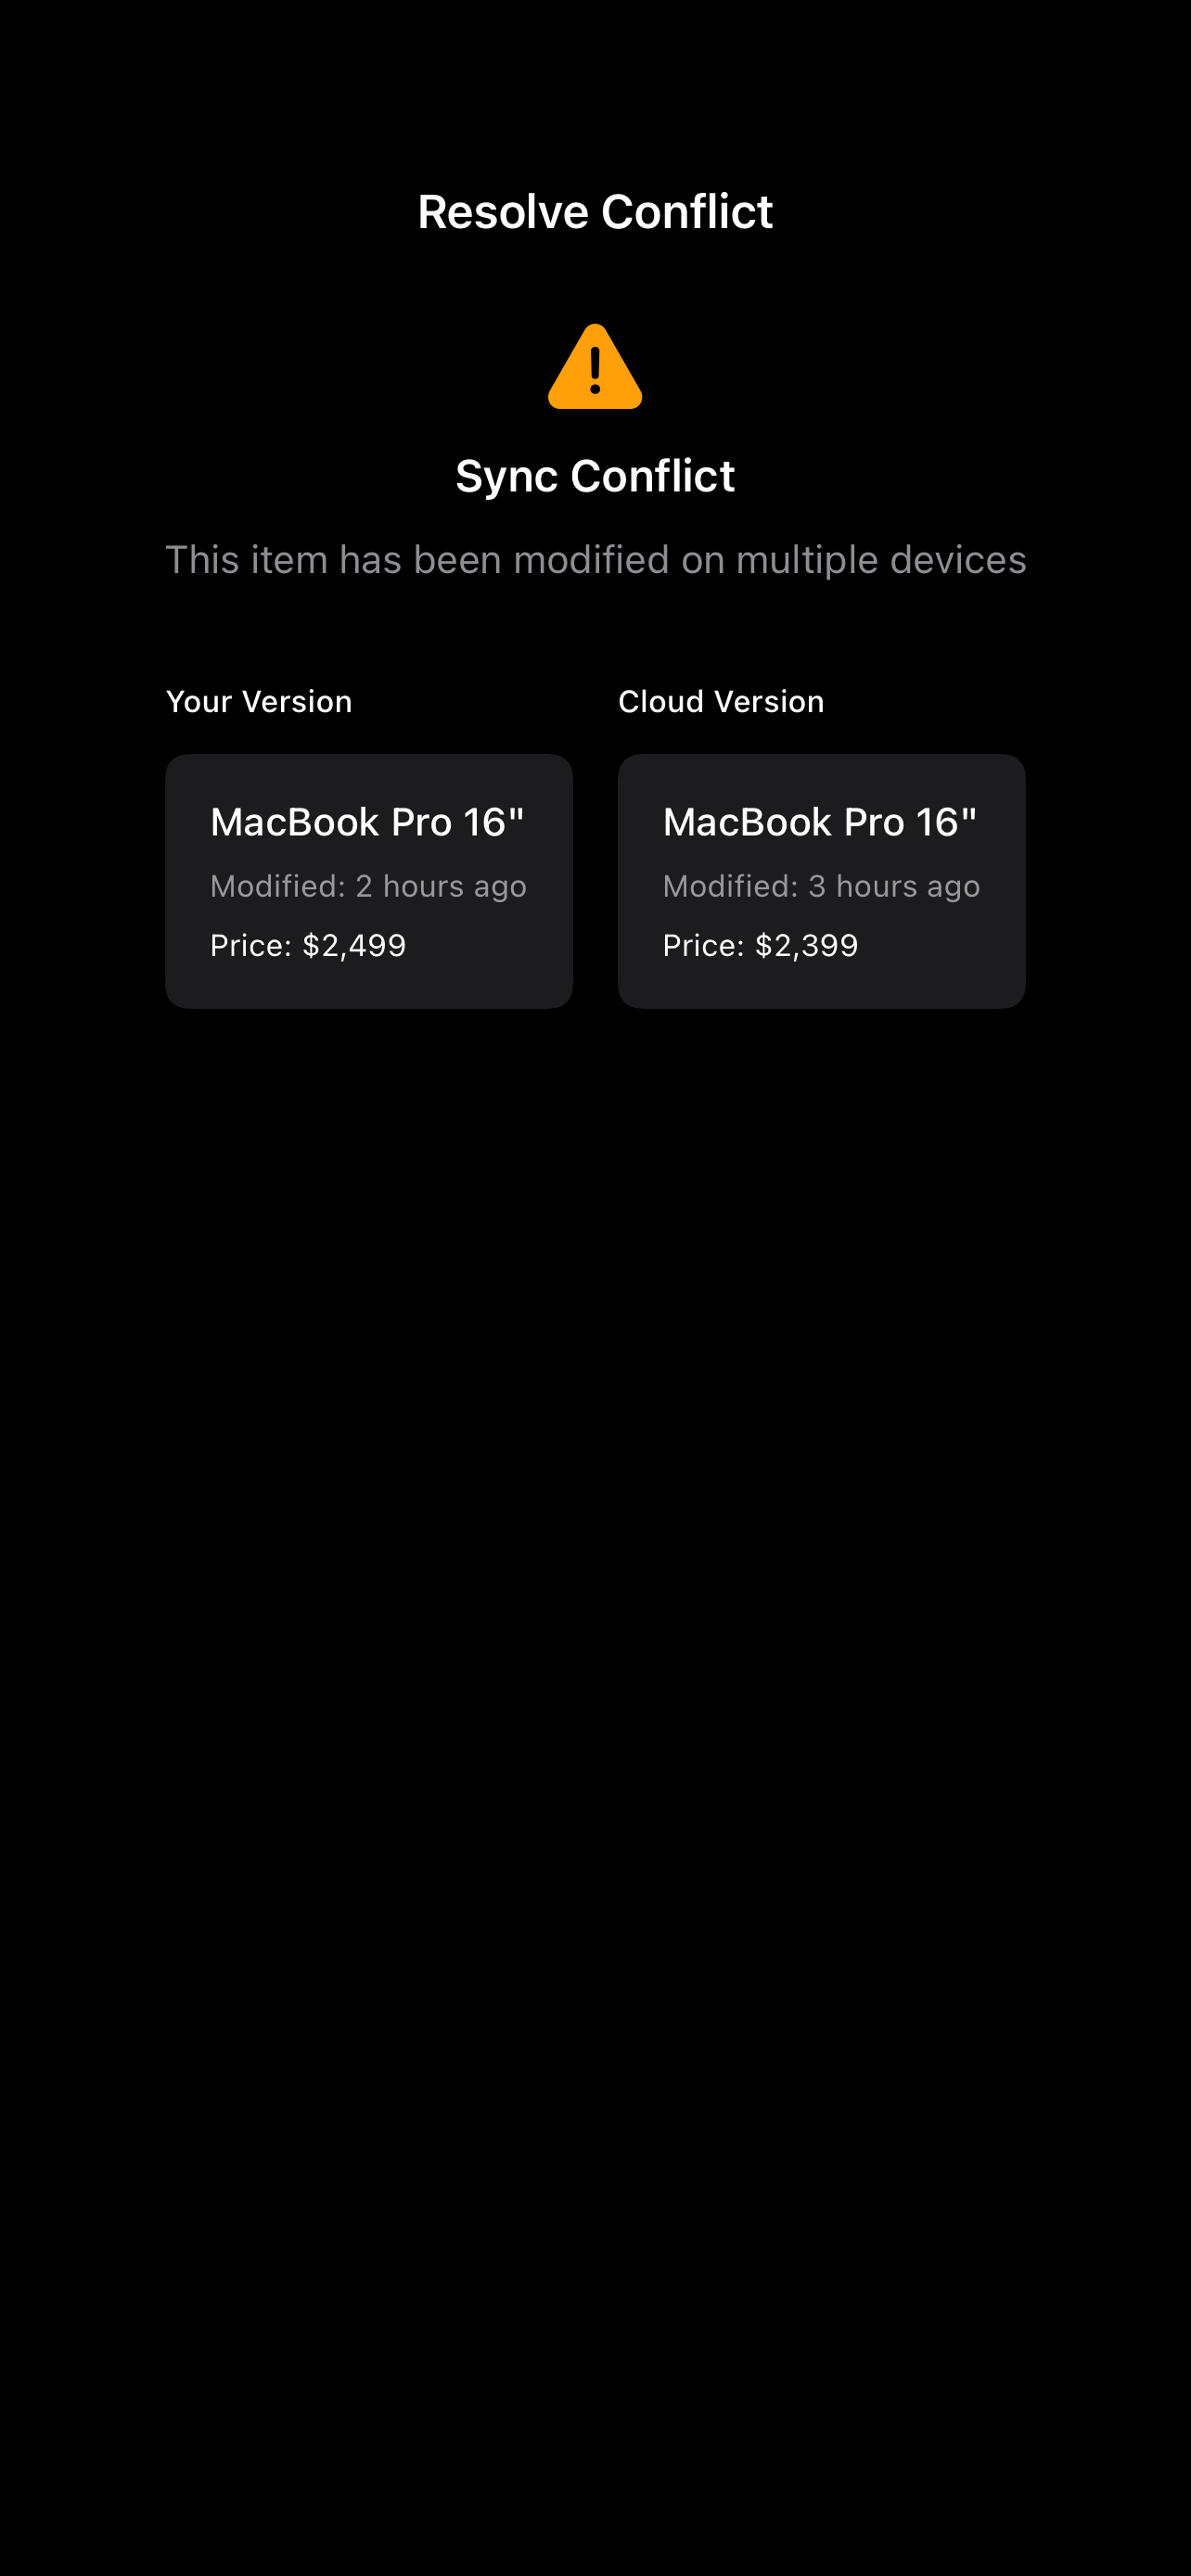 Resolve Conflict
Sync Conflict
This item has been modified on multiple devices
Your Version
MacBook Pro 16"
Modified: 2 hours ago
Price: $2,499
Cloud Version
MacBook Pro 16"
Modified: 3 hours ago
Price: $2,399